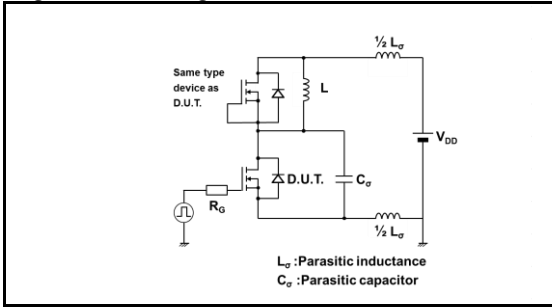 ½ Lσ
Same type
device as
D.U.T.
L
VDD
D.U.T.
Cσ
RG
½ Lσ
Lσ :Parasitic inductance
Cσ :Parasitic capacitor